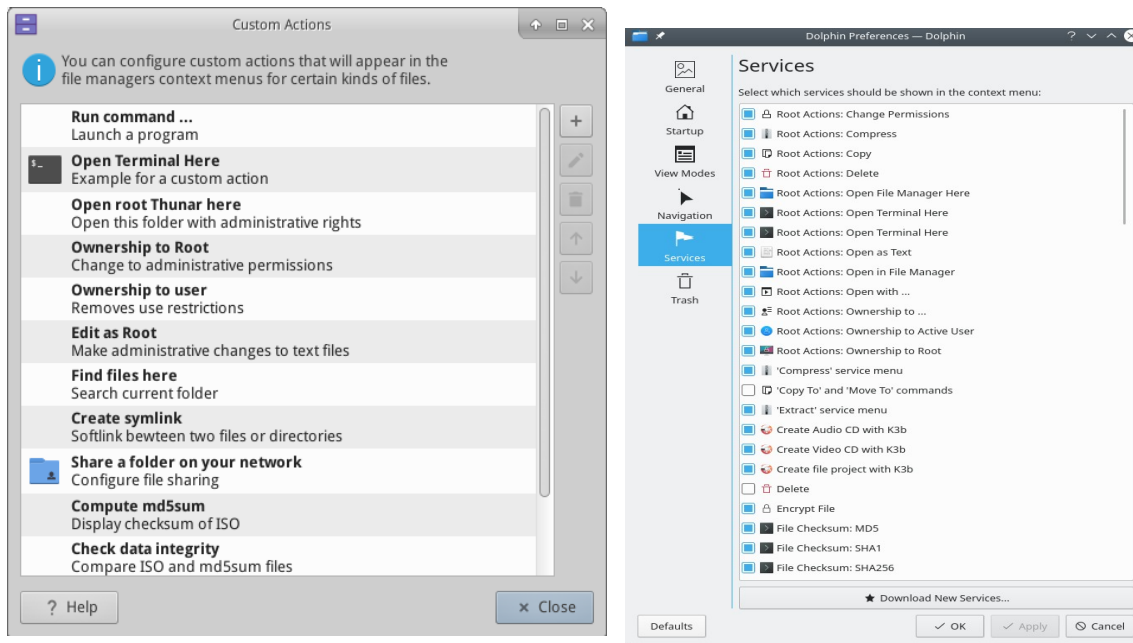 Custom Actions
You can configure custom actions that will appear in the
file managers context menus for certain kinds of files.
Run command ...
Launch a program
$_
Open Terminal Here
Example for a custom action
Open root Thunar here
Open this folder with administrative rights
Ownership to Root
Change to administrative permissions
Ownership to user
Removes use restrictions
Edit as Root
Make administrative changes to text files
Find files here
Search current folder
Create symlink
Softlink bewteen two files or directories
Share a folder on your network
Configure file sharing
Compute md5sum
Display checksum of ISO
Check data integrity
Compare ISO and md5sum files
? Help
Close
Dolphin Preferences — Dolphin
General
Startup
View Modes
Navigation
Services
Trash
Services
Select which services should be shown in the context menu:
Root Actions: Change Permissions
Root Actions: Compress
Root Actions: Copy
Root Actions: Delete
Root Actions: Open File Manager Here
Root Actions: Open Terminal Here
Root Actions: Open Terminal Here
Root Actions: Open as Text
Root Actions: Open in File Manager
Root Actions: Open with ...
Root Actions: Ownership to ...
Root Actions: Ownership to Active User
Root Actions: Ownership to Root
'Compress' service menu
'Copy To' and 'Move To' commands
'Extract' service menu
Create Audio CD with K3b
Create Video CD with K3b
Create file project with K3b
Delete
Encrypt File
File Checksum: MD5
File Checksum: SHA1
File Checksum: SHA256
Download New Services...
Defaults
OK
Apply
Cancel